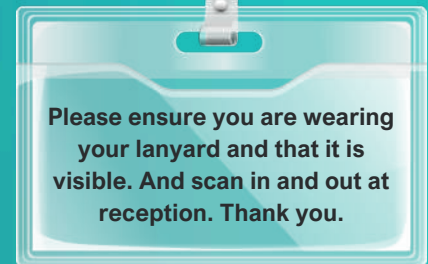 Please ensure you are wearing
your lanyard and that it is
visible. And scan in and out at
reception. Thank you.